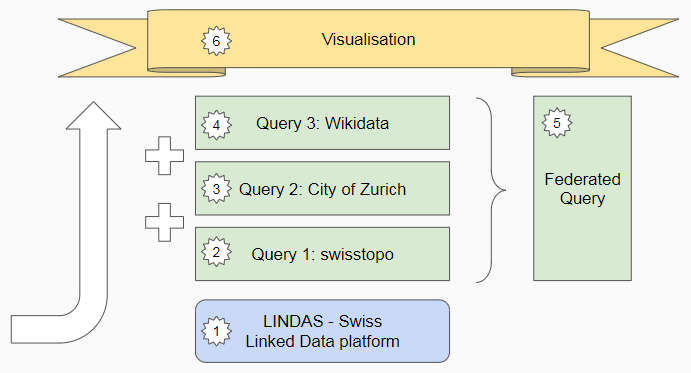 6 Visualisation
4 Query 3: Wikidata
5
3 Query 2: City of Zurich
Federated
Query
2 Query 1: swisstopo
1 LINDAS - Swiss
Linked Data platform